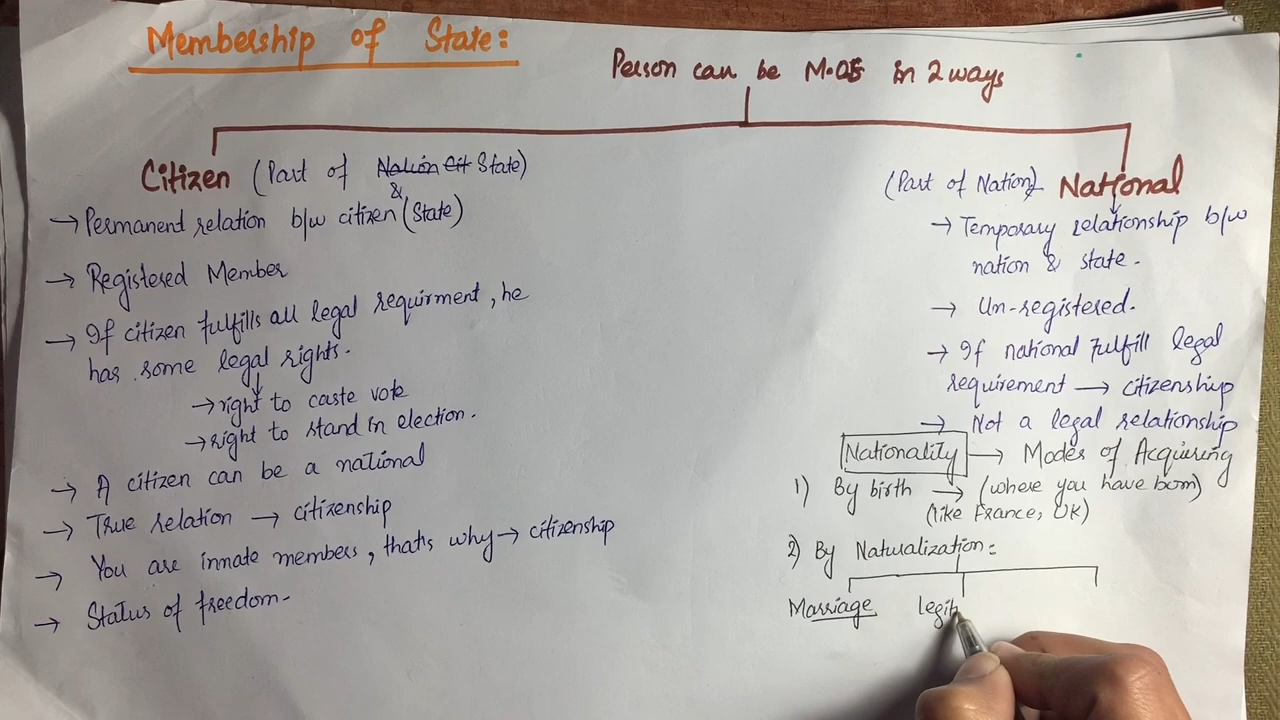 Membership of State:
Person can be M.OS in 2 ways
Citizen (Part of Nation Cit State)
→ Permanent relation b/w citizen & (State)
→ Registered Member
→ If citizen fulfills all legal requirment, he
has some legal rights.
→ right to caste vote
→ right to stand in election.
→ A citizen can be a national
→ True relation → citizenship
→ You are innate members, that's why → citizenship
→ Status of freedom-
(Part of Nation) National
→ Temporary relationship b/w
nation & state.
→ Un-registered.
→ If national fulfill legal
requirement → citizenship
→ Not a legal relationship
Nationality → Modes of Acquiring
1) By birth → (where you have born)
(like France, UK)
2) By Naturalization:
Marriage legit